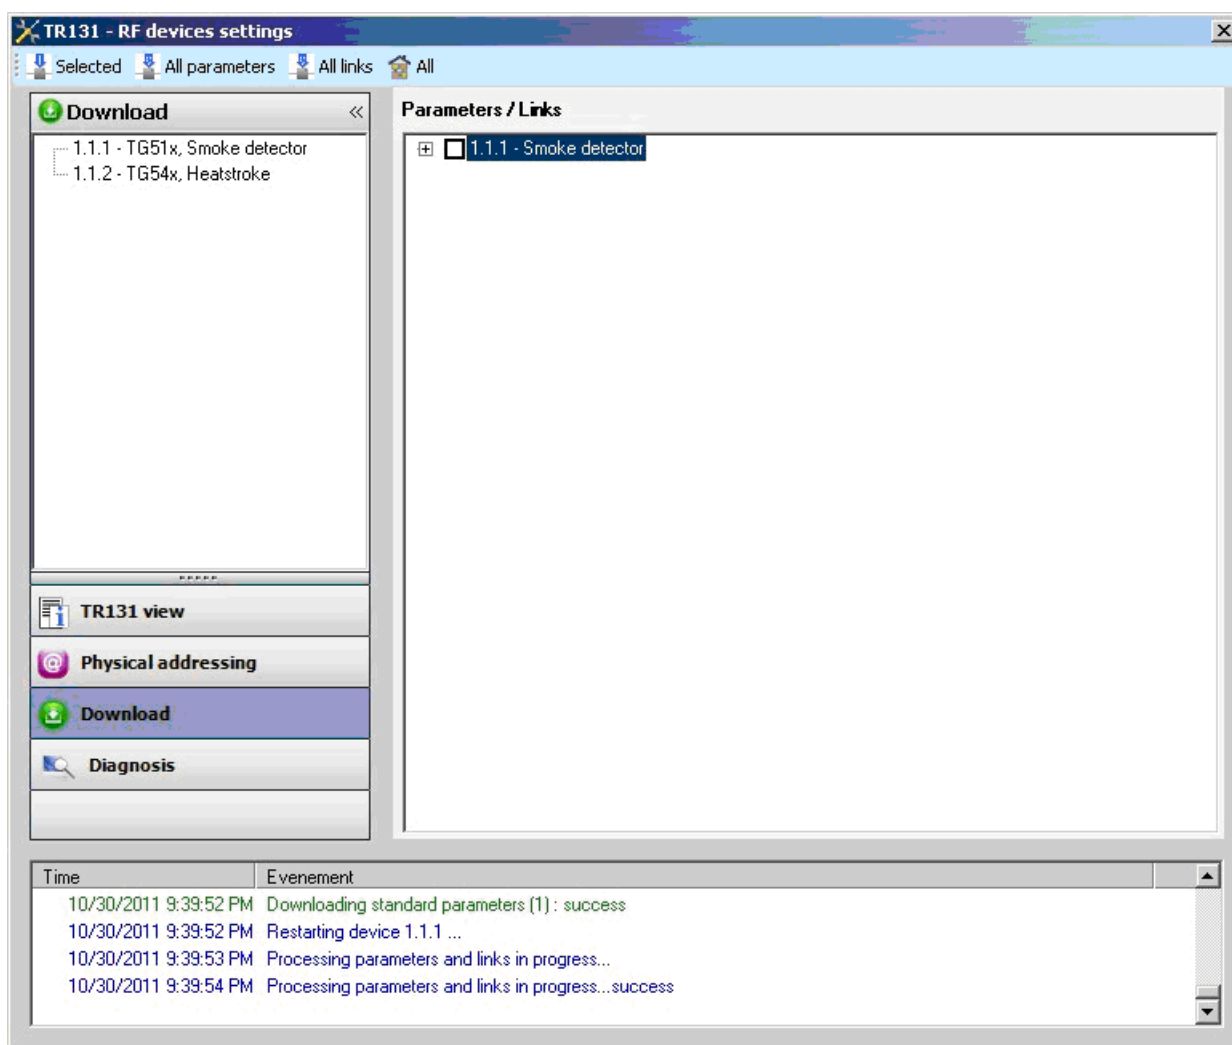 TR131 - RF devices settings
Selected All parameters All links All
Download
1.1.1 - TG51x, Smoke detector
1.1.2 - TG54x, Heatstroke
TR131 view
Physical addressing
Download
Diagnosis
Parameters / Links
1.1.1 - Smoke detector
Time Evenement
10/30/2011 9:39:52 PM Downloading standard parameters (1) : success
10/30/2011 9:39:52 PM Restarting device 1.1.1 ...
10/30/2011 9:39:53 PM Processing parameters and links in progress...
10/30/2011 9:39:54 PM Processing parameters and links in progress...success